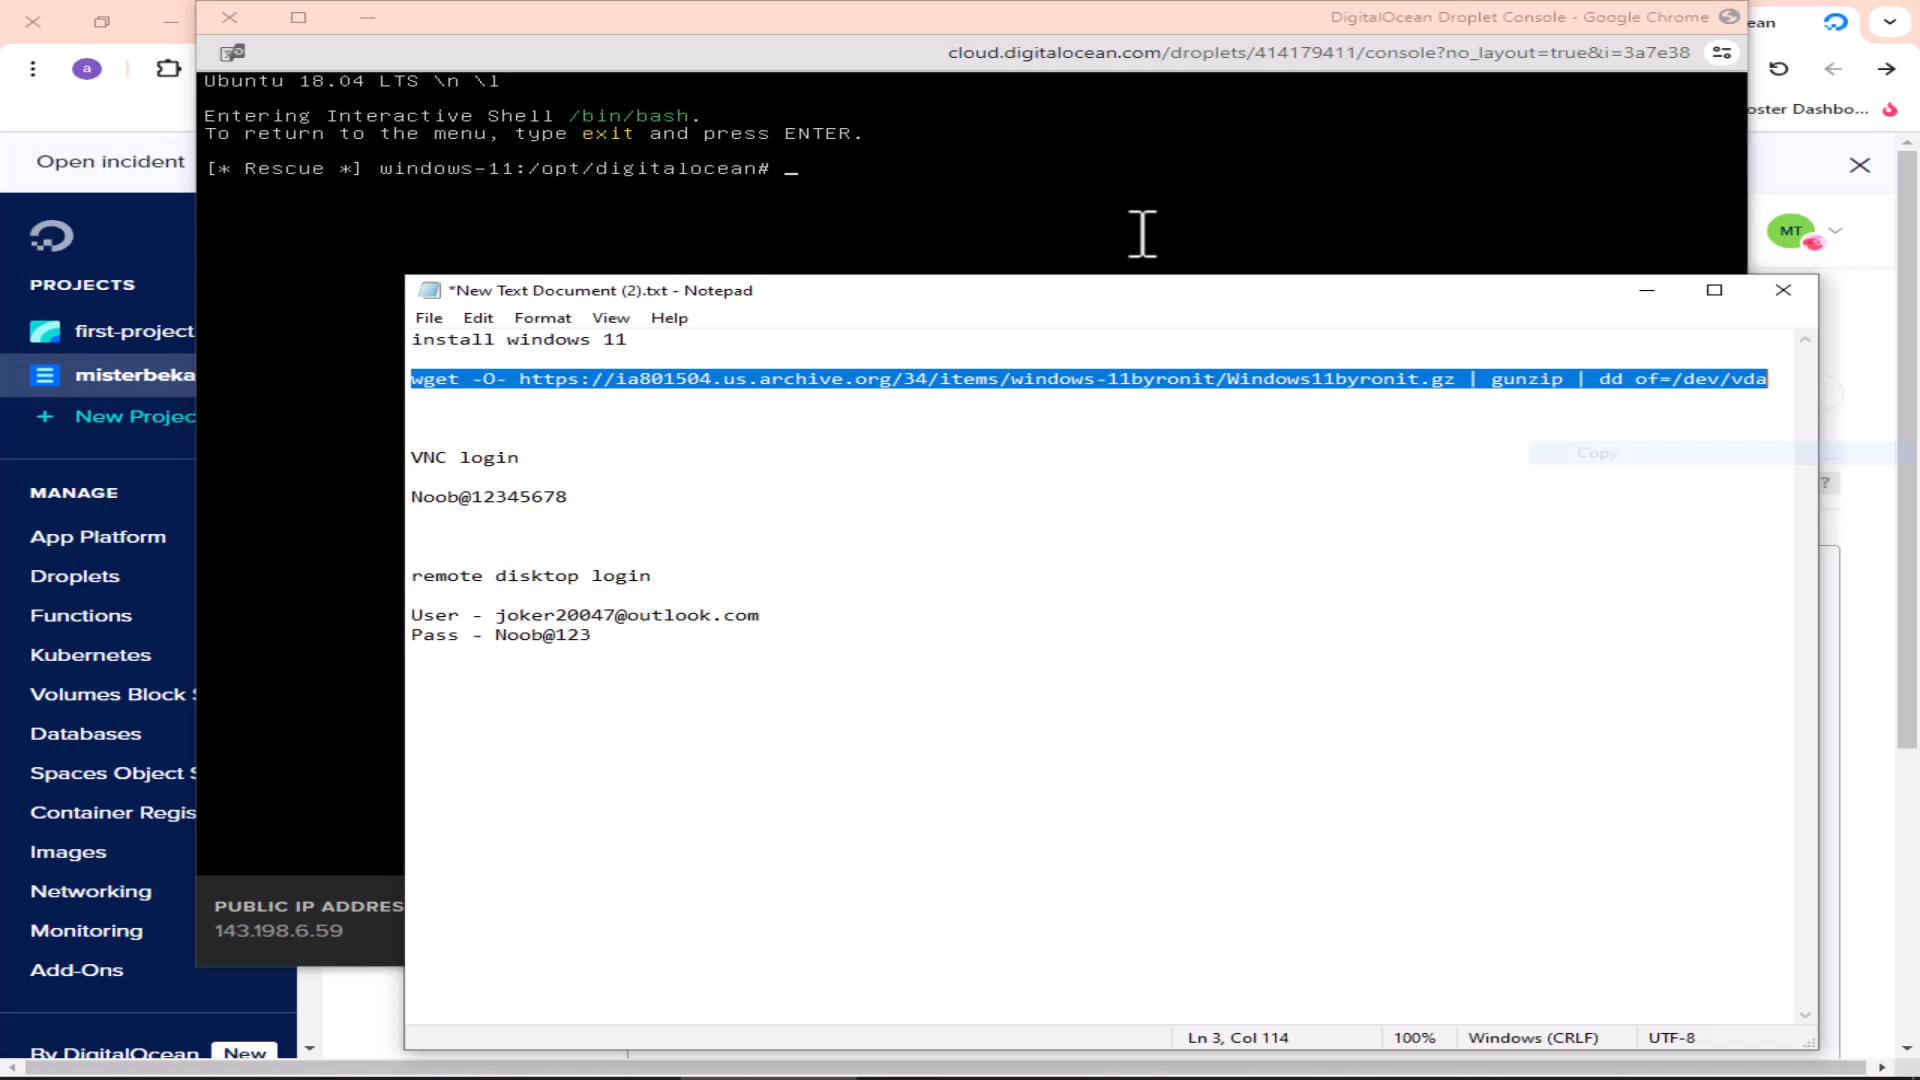 DigitalOcean Droplet Console - Google Chrome
ean
a
cloud.digitalocean.com/droplets/414179411/console?no_layout=true&i=3a7e38
oster Dashbo...
Ubuntu 18.04 LTS \n \l
Entering Interactive Shell /bin/bash.
To return to the menu, type exit and press ENTER.
[* Rescue *] windows-11:/opt/digitalocean# _
Open incident
MT
PROJECTS
first-project
misterbeka
+ New Projec
MANAGE
App Platform
Droplets
Functions
Kubernetes
Volumes Block S
Databases
Spaces Object S
Container Regis
Images
Networking
Monitoring
Add-Ons
By DigitalOcean New
*New Text Document (2).txt - Notepad
File Edit Format View Help
install windows 11
wget -O- https://ia801504.us.archive.org/34/items/windows-11byronit/Windows11byronit.gz | gunzip | dd of=/dev/vda
VNC login
Copy
?
Noob@12345678
remote disktop login
User - joker20047@outlook.com
Pass - Noob@123
PUBLIC IP ADDRES
143.198.6.59
Ln 3, Col 114 100% Windows (CRLF) UTF-8